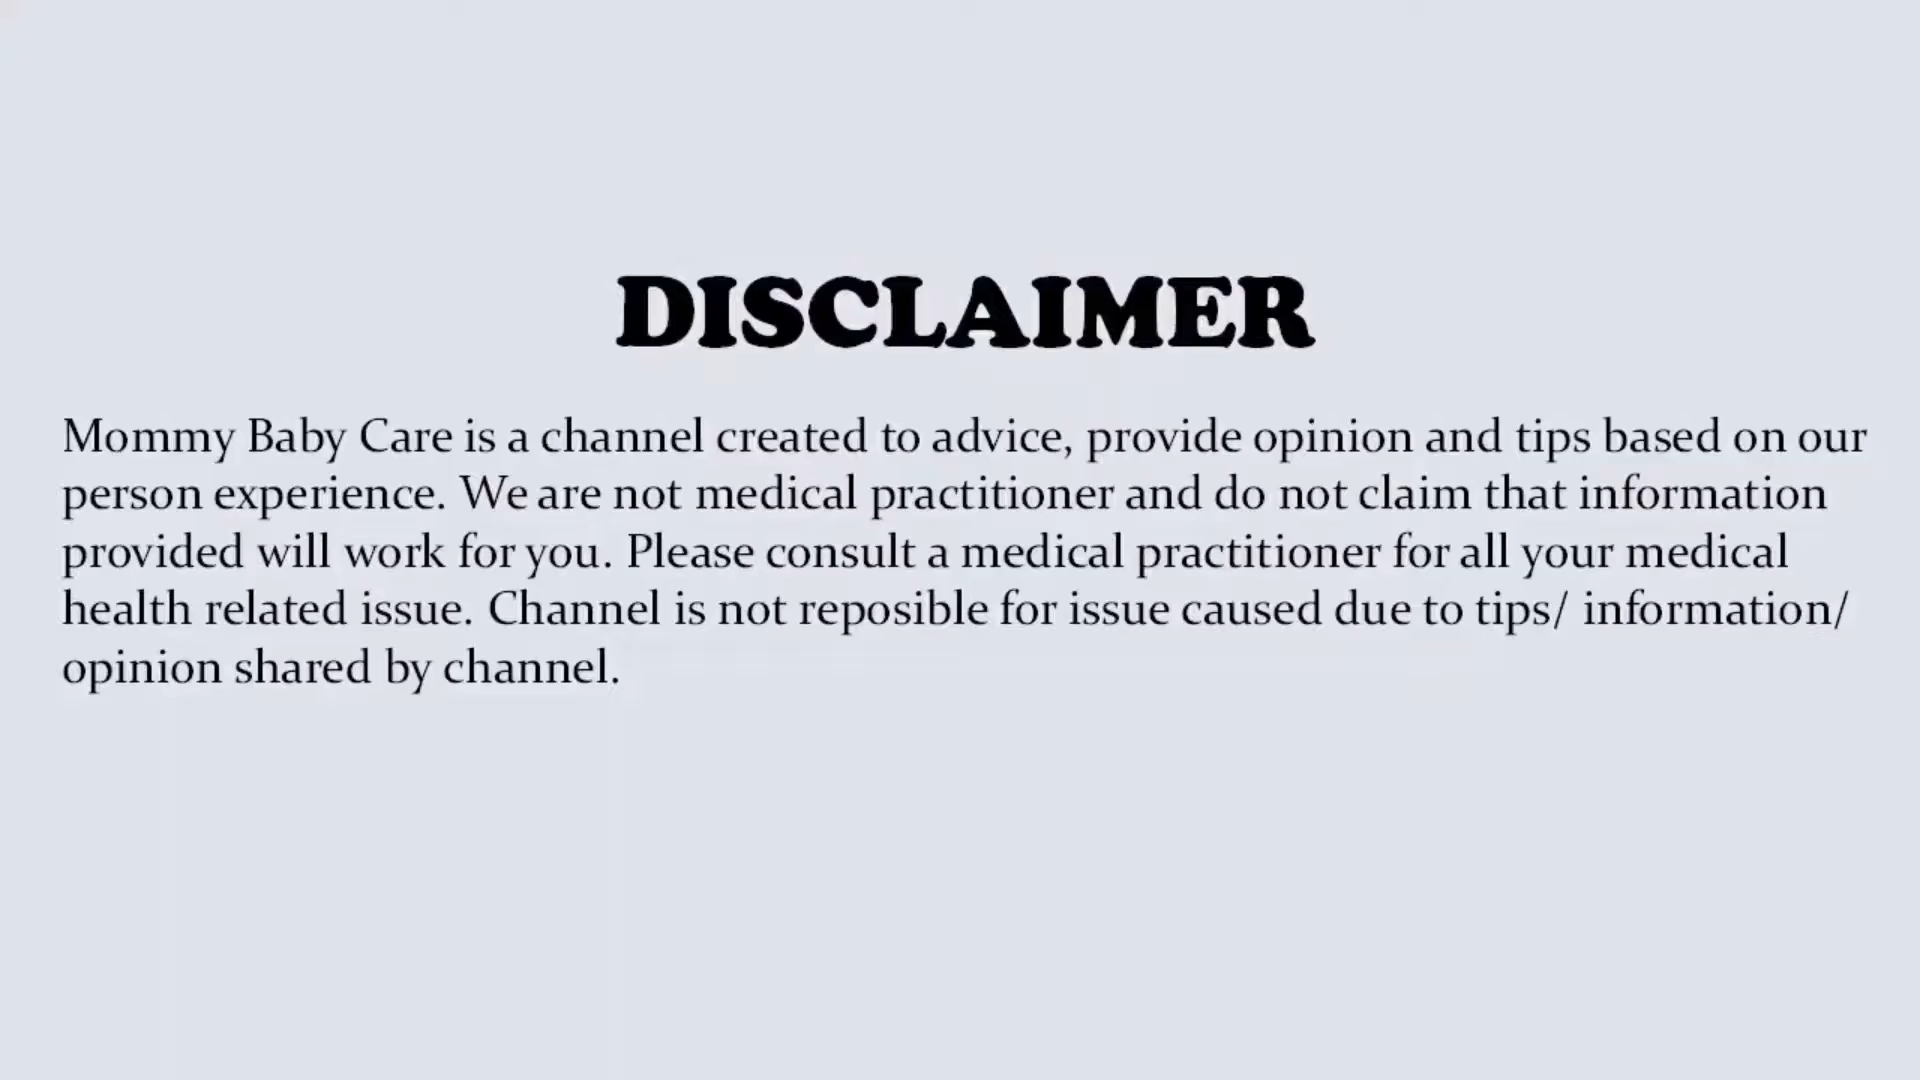 DISCLAIMER
Mommy Baby Care is a channel created to advice, provide opinion and tips based on our
person experience. We are not medical practitioner and do not claim that information
provided will work for you. Please consult a medical practitioner for all your medical
health related issue. Channel is not reposible for issue caused due to tips/ information/
opinion shared by channel.